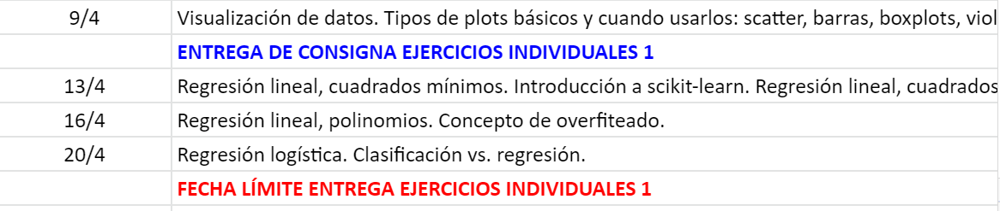 9/4 Visualización de datos. Tipos de plots básicos y cuando usarlos: scatter, barras, boxplots, viol
ENTREGA DE CONSIGNA EJERCICIOS INDIVIDUALES 1
13/4 Regresión lineal, cuadrados mínimos. Introducción a scikit-learn. Regresión lineal, cuadrados
16/4 Regresión lineal, polinomios. Concepto de overfiteado.
20/4 Regresión logística. Clasificación vs. regresión.
FECHA LÍMITE ENTREGA EJERCICIOS INDIVIDUALES 1